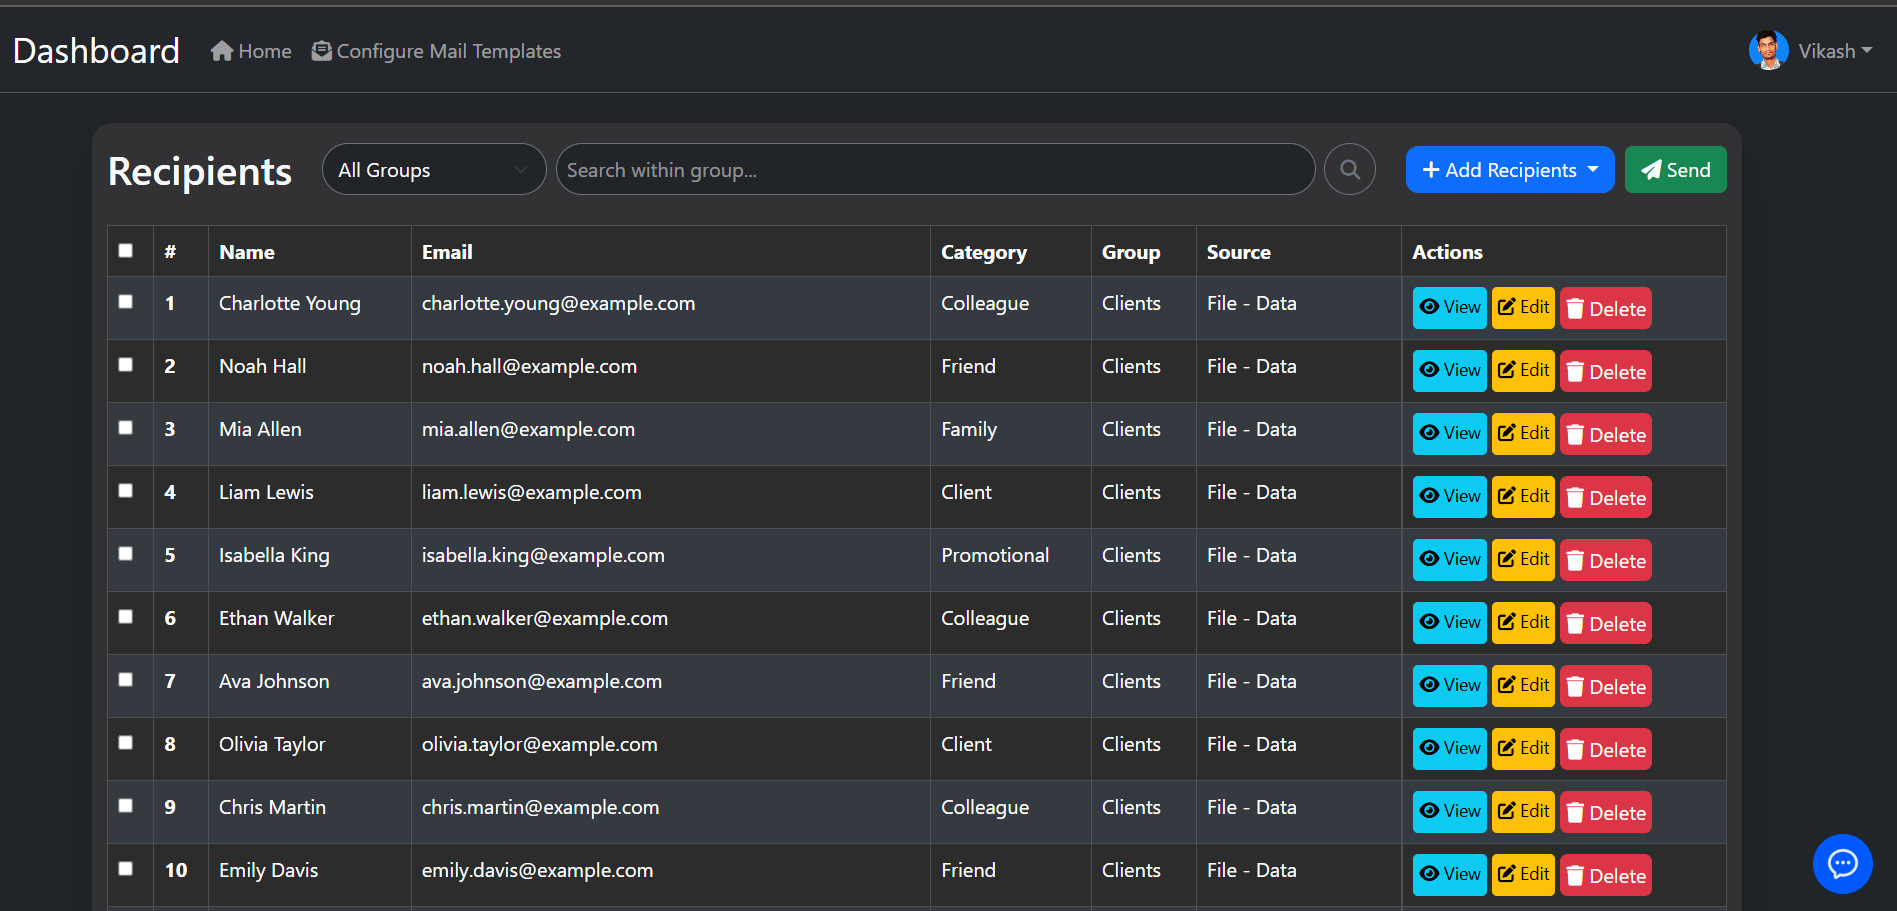 Dashboard Home Configure Mail Templates Vikash
Recipients All Groups Search within group... Add Recipients Send
# Name Email Category Group Source Actions
1 Charlotte Young charlotte.young@example.com Colleague Clients File - Data View Edit Delete
2 Noah Hall noah.hall@example.com Friend Clients File - Data View Edit Delete
3 Mia Allen mia.allen@example.com Family Clients File - Data View Edit Delete
4 Liam Lewis liam.lewis@example.com Client Clients File - Data View Edit Delete
5 Isabella King isabella.king@example.com Promotional Clients File - Data View Edit Delete
6 Ethan Walker ethan.walker@example.com Colleague Clients File - Data View Edit Delete
7 Ava Johnson ava.johnson@example.com Friend Clients File - Data View Edit Delete
8 Olivia Taylor olivia.taylor@example.com Client Clients File - Data View Edit Delete
9 Chris Martin chris.martin@example.com Colleague Clients File - Data View Edit Delete
10 Emily Davis emily.davis@example.com Friend Clients File - Data View Edit Delete